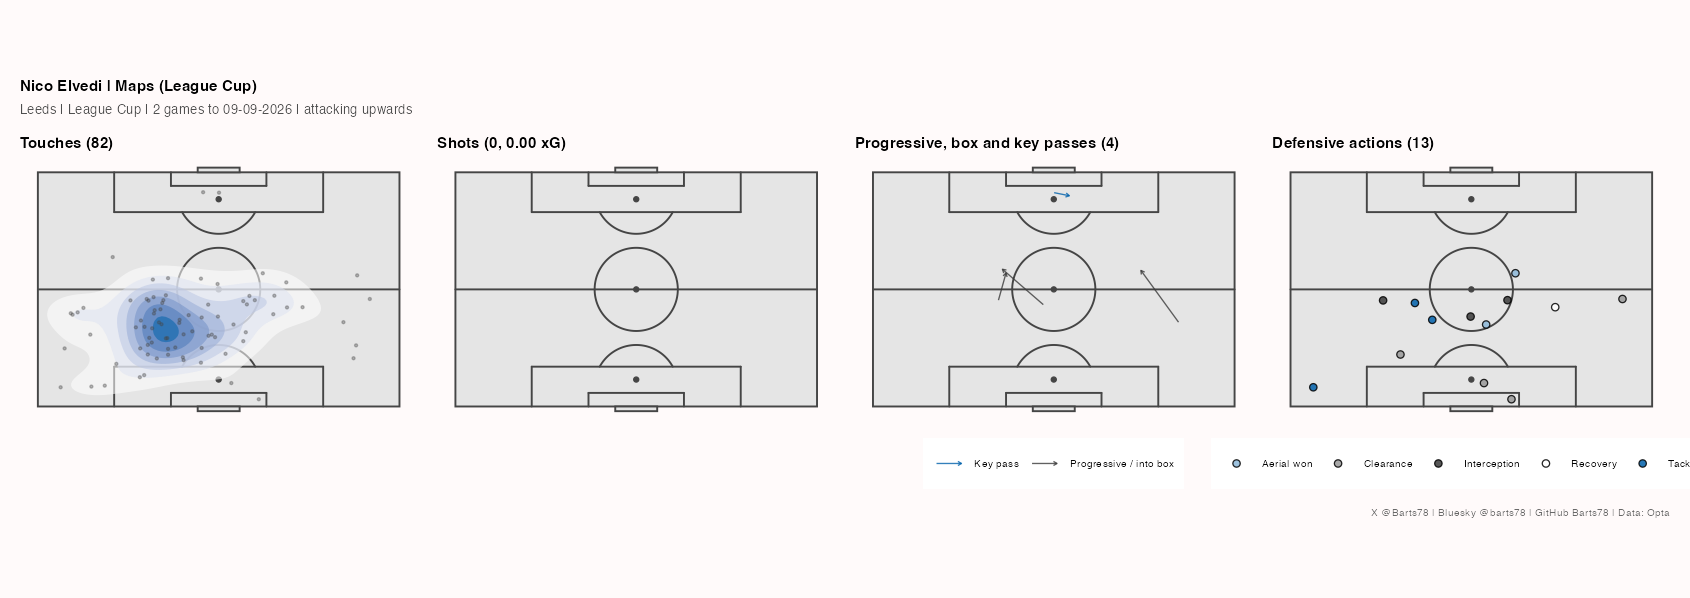 Nico Elvedi | Maps (League Cup)
Leeds | League Cup | 2 games to 09-09-2026 | attacking upwards
Touches (82)
Shots (0, 0.00 xG)
Progressive, box and key passes (4)
Defensive actions (13)
Key pass
Progressive / into box
Aerial won
Clearance
Interception
Recovery
Tack
X @Barts78 | Bluesky @barts78 | GitHub Barts78 | Data: Opta